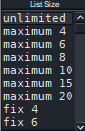 List Size
unlimited
maximum 4
maximum 6
maximum 8
maximum 10
maximum 15
maximum 20
fix 4
fix 6